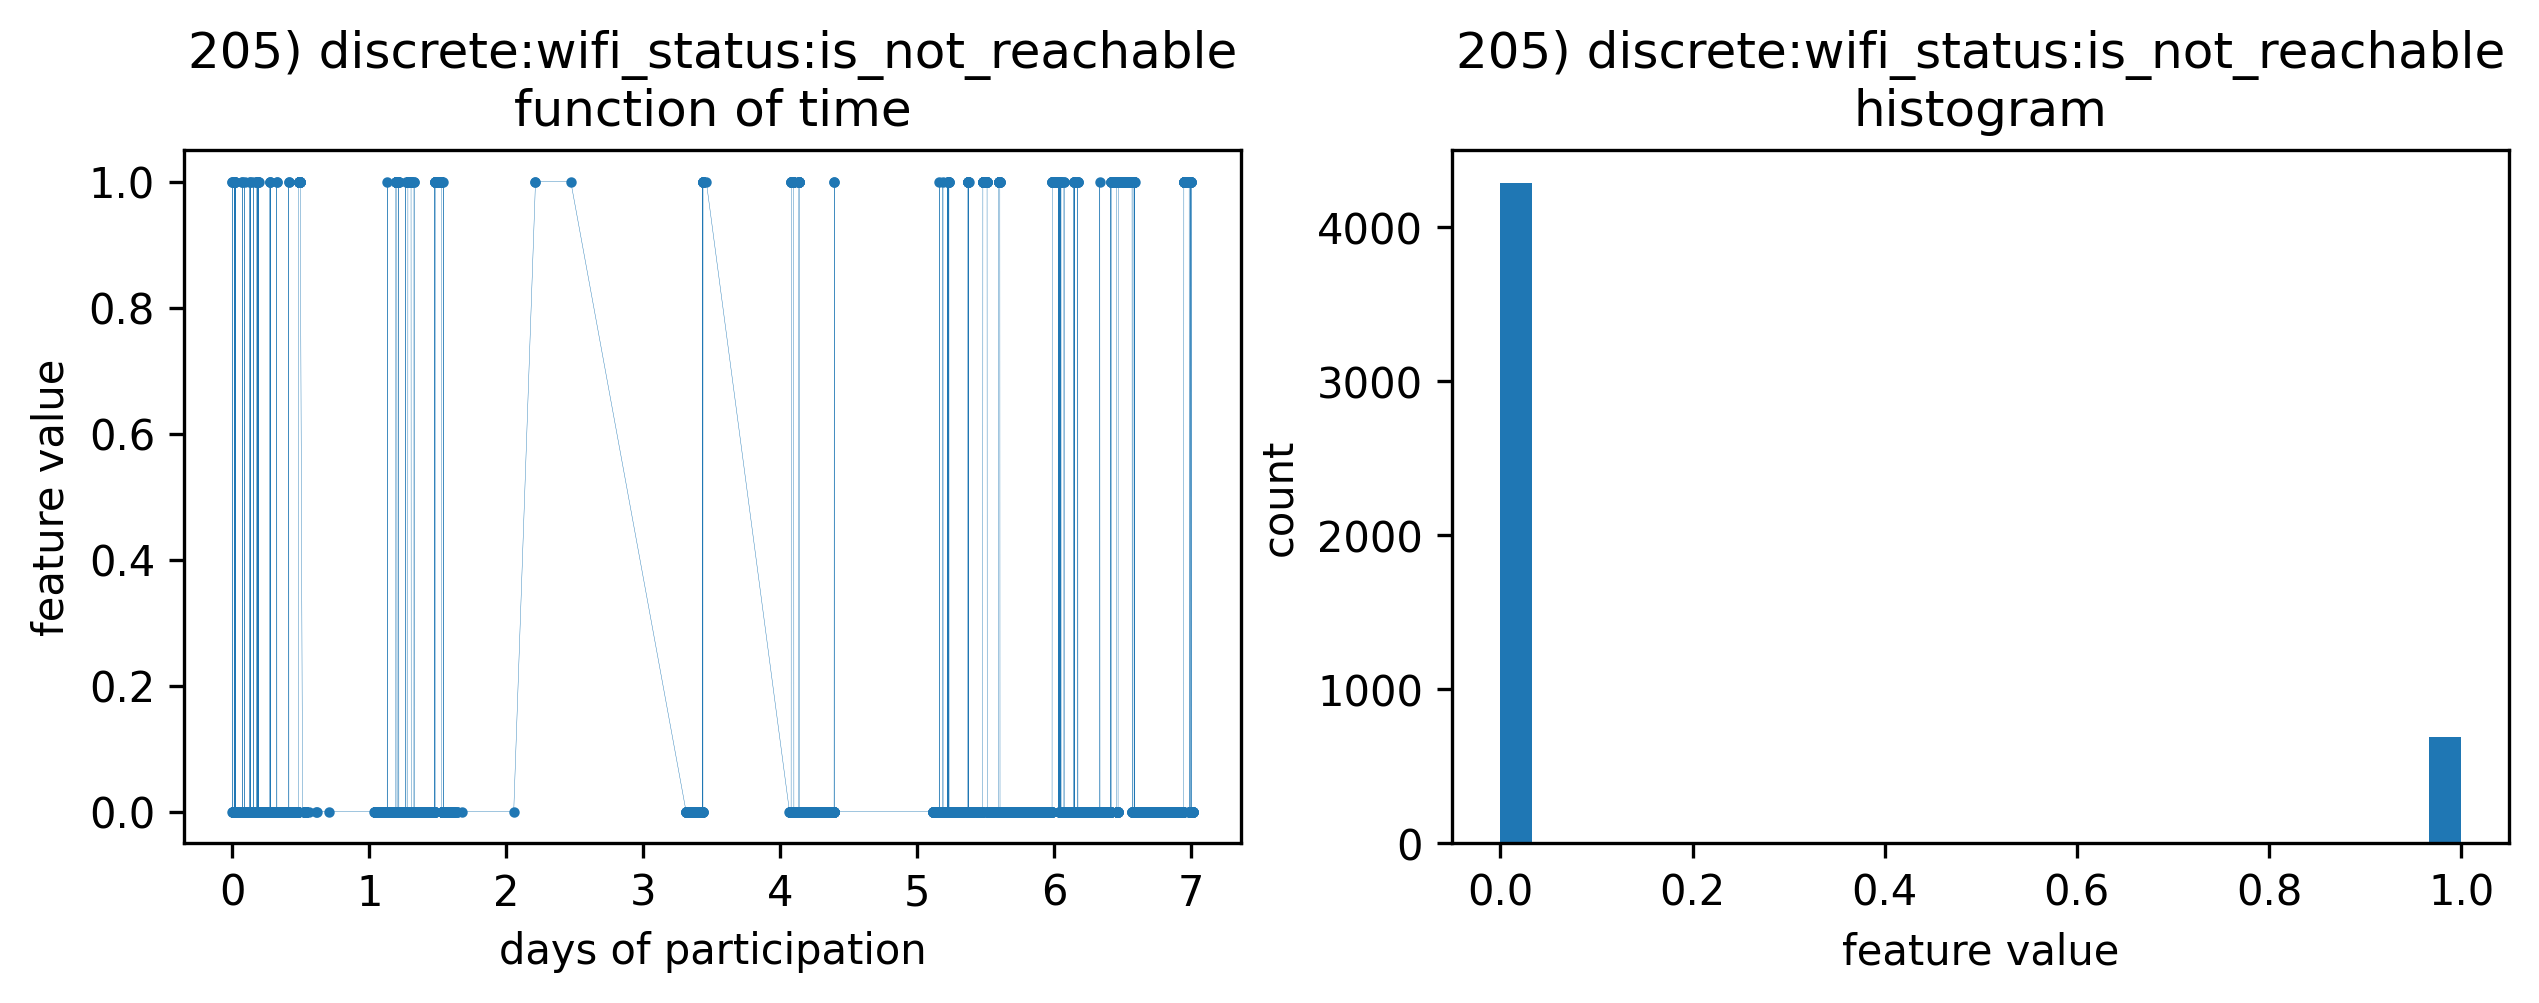 205) discrete:wifi_status:is_not_reachable
function of time
1.0
0.8
0.6
0.4
0.2
0.0
feature value
0 1 2 3 4 5 6 7
days of participation
205) discrete:wifi_status:is_not_reachable
histogram
4000
3000
2000
1000
0
count
0.0 0.2 0.4 0.6 0.8 1.0
feature value